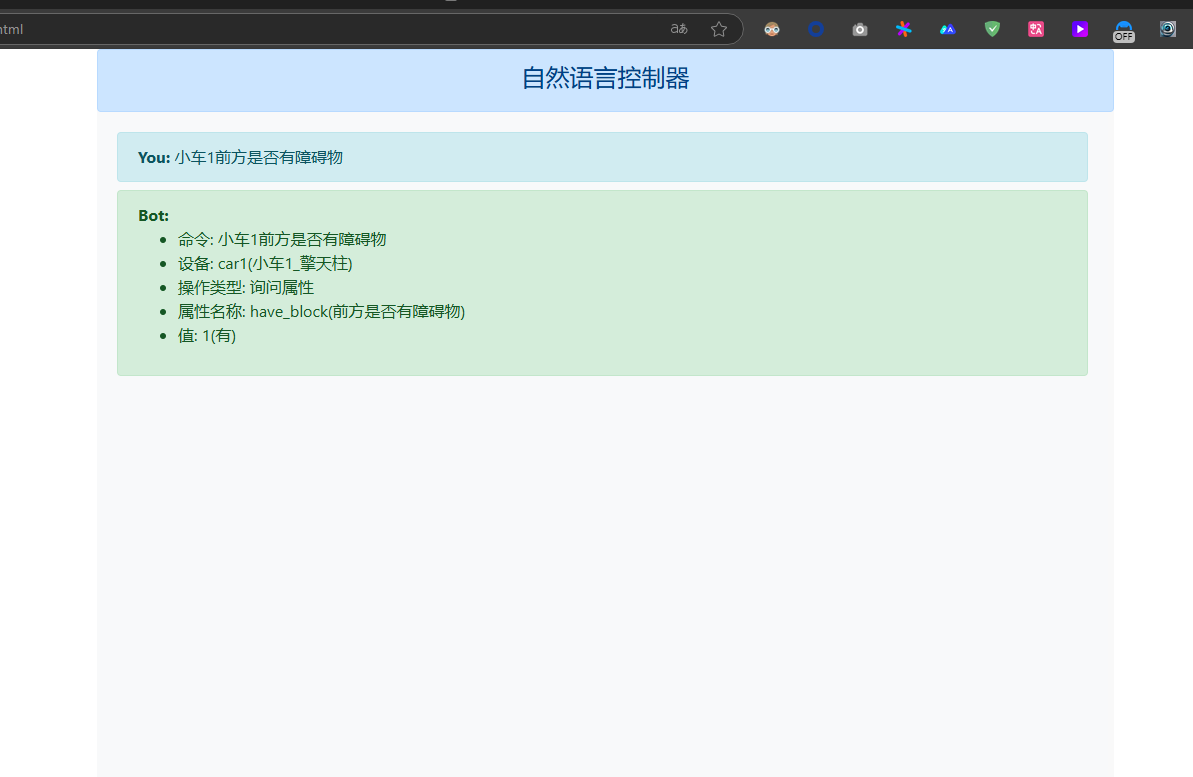 html
aあ
OFF
自然语言控制器
You: 小车1前方是否有障碍物
Bot:
命令: 小车1前方是否有障碍物
设备: car1(小车1_擎天柱)
操作类型: 询问属性
属性名称: have_block(前方是否有障碍物)
值: 1(有)